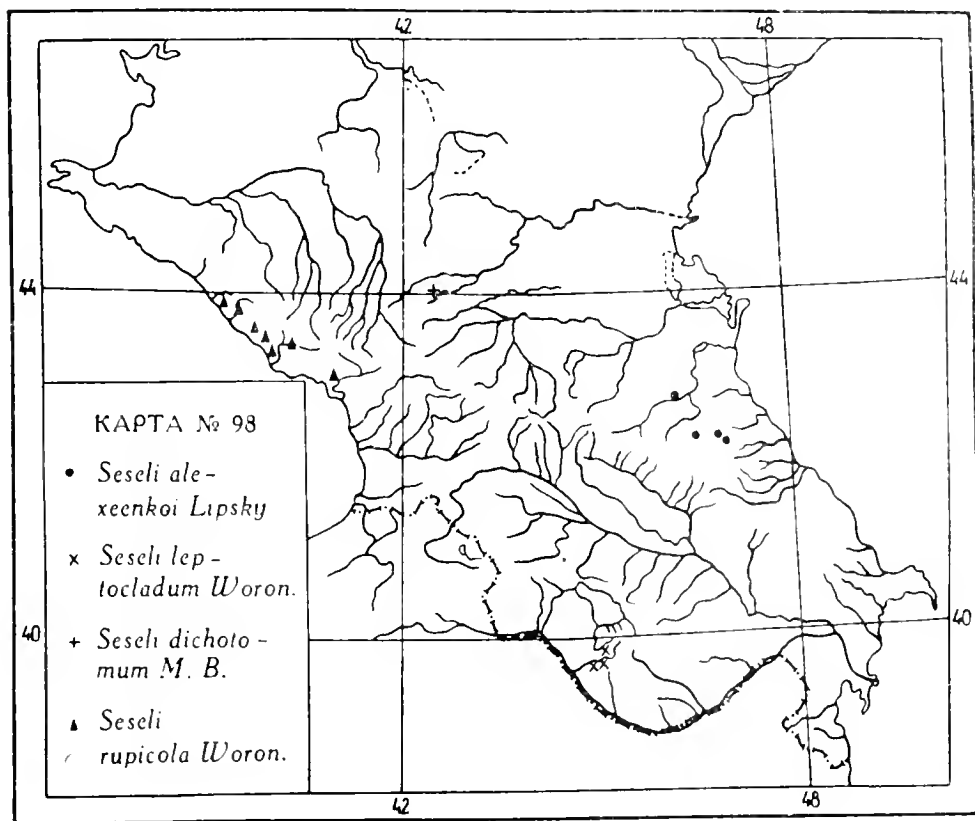 42 48
44 44
КАРТА № 98
• Seseli ale-
xeenkoi Lipsky
× Seseli lep-
tocladum Woron.
+ Seseli dichoto-
mum M. B.
▲ Seseli
rupicola Woron.
40 40
42 48